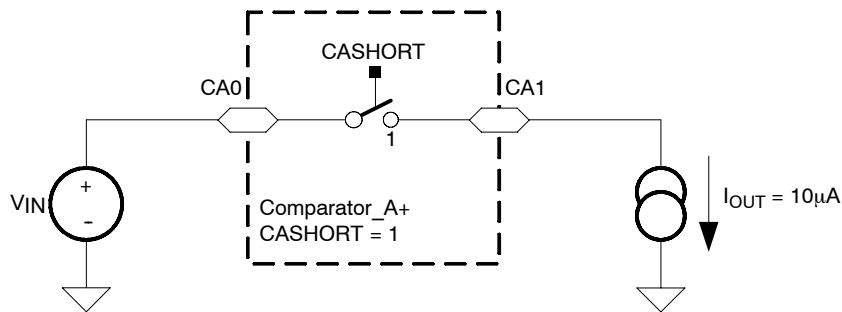 CASHORT
CA0
CA1
1
VIN
+
-
Comparator_A+
CASHORT = 1
IOUT = 10μA